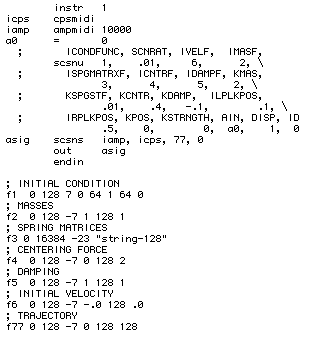 instr 1
icps cpsmidi
iamp ampmidi 10000
a0 = 0
; ICONDFUNC, SCNRAT, IVELF, IMASF,
scsnu 1, .01, 6, 2, \
; ISPGMATRXF, ICNTRF, IDAMPF, KMAS,
3, 4, 5, 2, \
; KSPGSTF, KCNTR, KDAMP, ILPLKPOS,
.01, .4, -.1, .1, \
; IRPLKPOS, KPOS, KSTRNGTH, AIN, DISP, ID
.5, 0, 0, a0, 1, 0
asig scsns iamp, icps, 77, 0
out asig
endin
; INITIAL CONDITION
f1 0 128 7 0 64 1 64 0
; MASSES
f2 0 128 -7 1 128 1
; SPRING MATRICES
f3 0 16384 -23 "string-128"
; CENTERING FORCE
f4 0 128 -7 0 128 2
; DAMPING
f5 0 128 -7 1 128 1
; INITIAL VELOCITY
f6 0 128 -7 -.0 128 .0
; TRAJECTORY
f77 0 128 -7 0 128 128